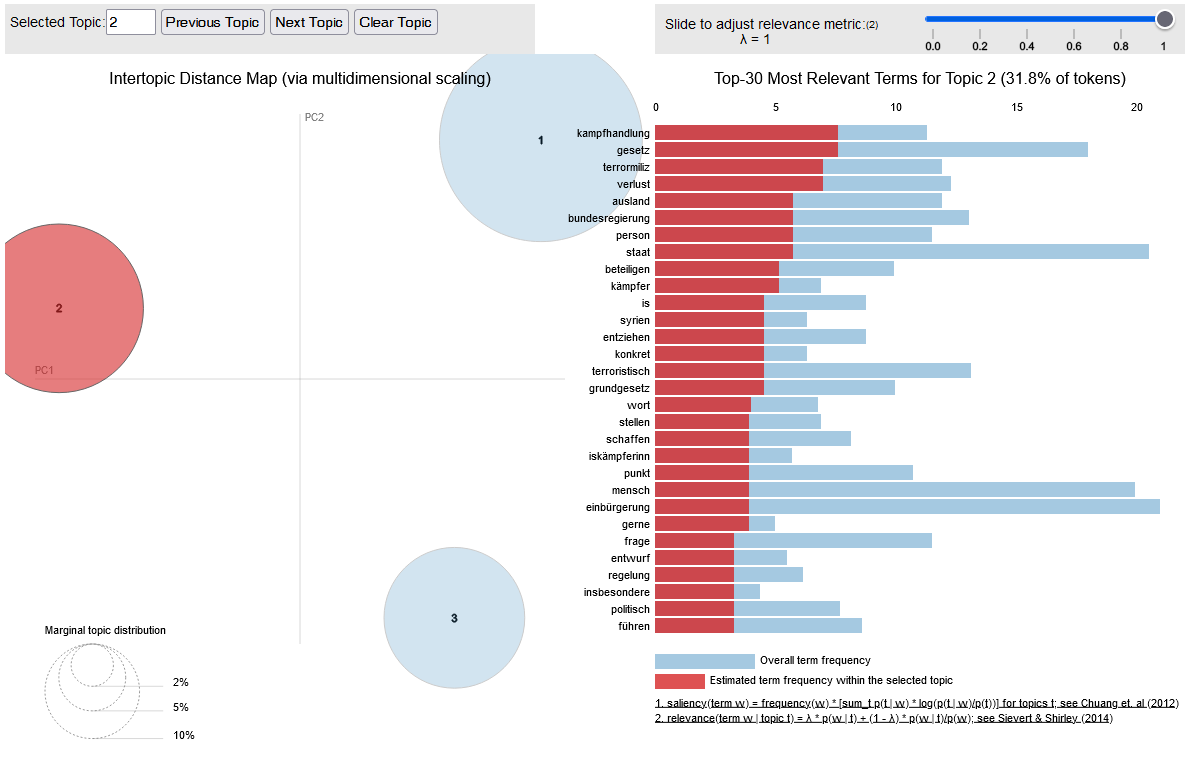 Selected Topic: 2 Previous Topic Next Topic Clear Topic
Slide to adjust relevance metric:(2)
λ = 1
0.0 0.2 0.4 0.6 0.8 1
Intertopic Distance Map (via multidimensional scaling)
PC2
PC1
1
2
3
Marginal topic distribution
2%
5%
10%
Top-30 Most Relevant Terms for Topic 2 (31.8% of tokens)
0 5 10 15 20
kampfhandlung
gesetz
terrormiliz
verlust
ausland
bundesregierung
person
staat
beteiligen
kämpfer
is
syrien
entziehen
konkret
terroristisch
grundgesetz
wort
stellen
schaffen
iskämpferinn
punkt
mensch
einbürgerung
gerne
frage
entwurf
regelung
insbesondere
politisch
führen
Overall term frequency
Estimated term frequency within the selected topic
1. saliency(term w) = frequency(w) * [sum_t p(t | w) * log(p(t | w)/p(t))] for topics t; see Chuang et. al (2012)
2. relevance(term w | topic t) = λ * p(w | t) + (1 - λ) * p(w | t)/p(w); see Sievert & Shirley (2014)